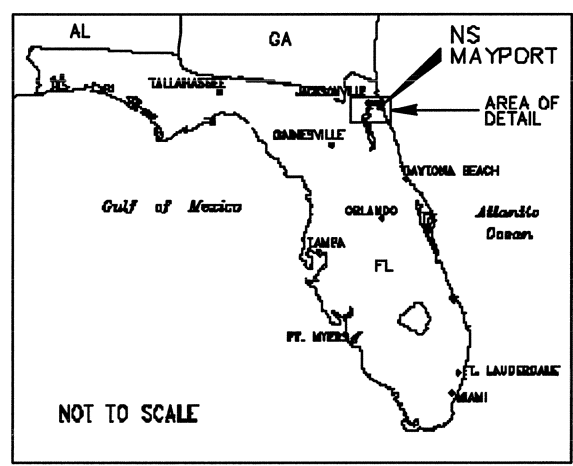 AL
GA
NS
MAYPORT
TALLAHASSEE
JACKSONVILLE
AREA OF
DETAIL
GAINESVILLE
DAYTONA BEACH
Gulf of Mexico
ORLANDO
Atlantic
Ocean
TAMPA
FL
FT. MYERS
FT. LAUDERDALE
MIAMI
NOT TO SCALE